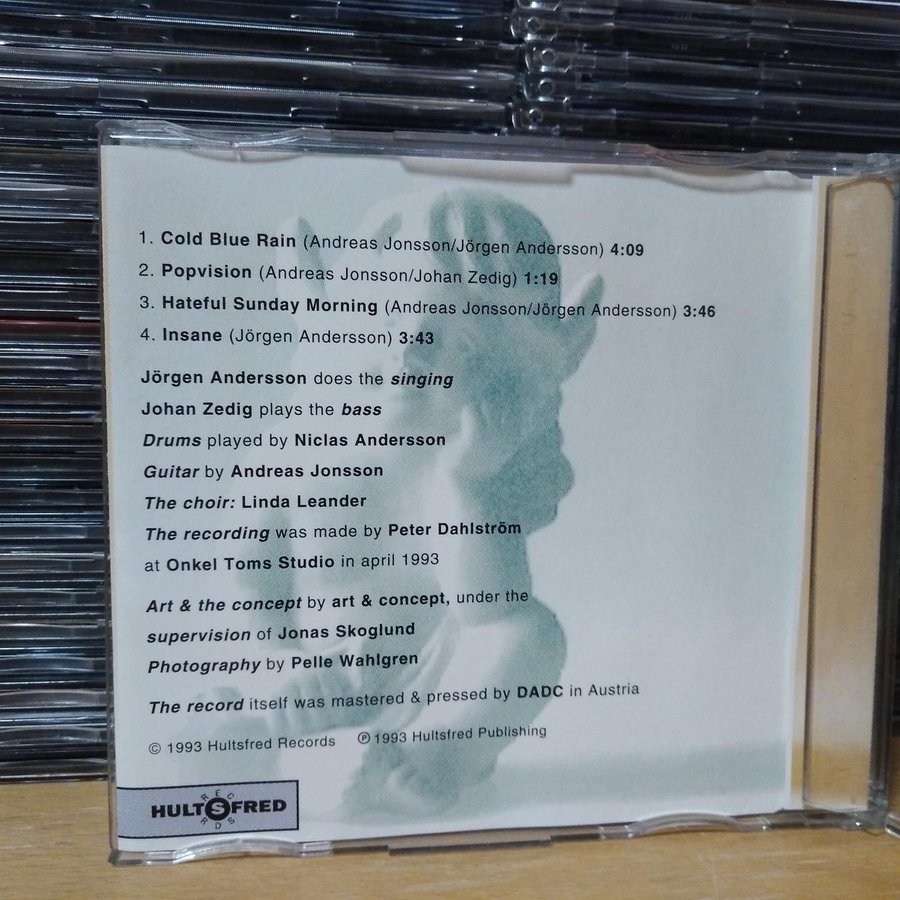 1. Cold Blue Rain (Andreas Jonsson/Jörgen Andersson) 4:09
2. Popvision (Andreas Jonsson/Johan Zedig) 1:19
3. Hateful Sunday Morning (Andreas Jonsson/Jörgen Andersson) 3:46
4. Insane (Jörgen Andersson) 3:43
Jörgen Andersson does the singing
Johan Zedig plays the bass
Drums played by Niclas Andersson
Guitar by Andreas Jonsson
The choir: Linda Leander
The recording was made by Peter Dahlström
at Onkel Toms Studio in april 1993
Art & the concept by art & concept, under the
supervision of Jonas Skoglund
Photography by Pelle Wahlgren
The record itself was mastered & pressed by DADC in Austria
© 1993 Hultsfred Records ℗ 1993 Hultsfred Publishing
HULTSFRED
RECORDS